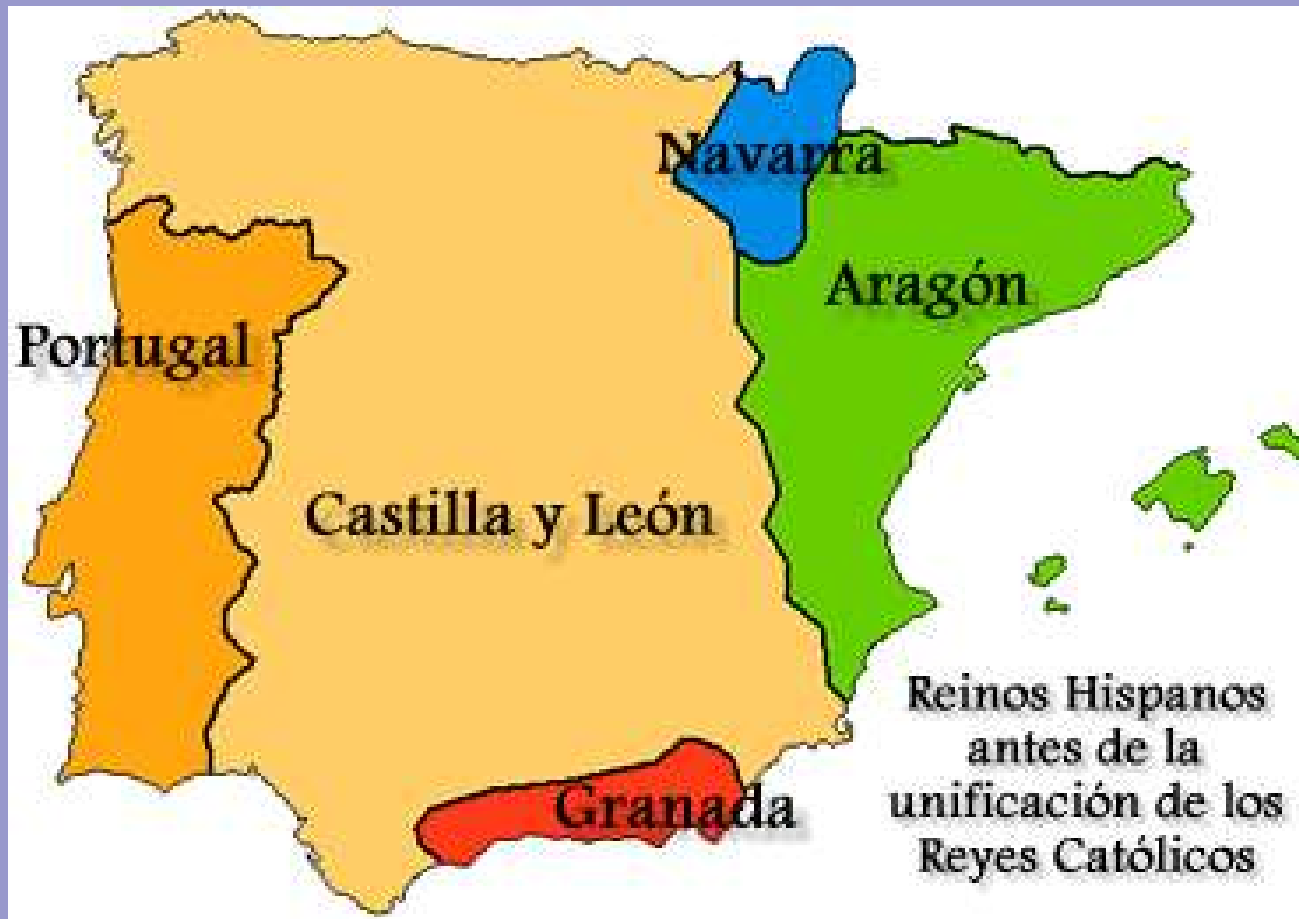 Navarra
Aragón
Portugal
Castilla y León
Granada
Reinos Hispanos
antes de la
unificación de los
Reyes Católicos